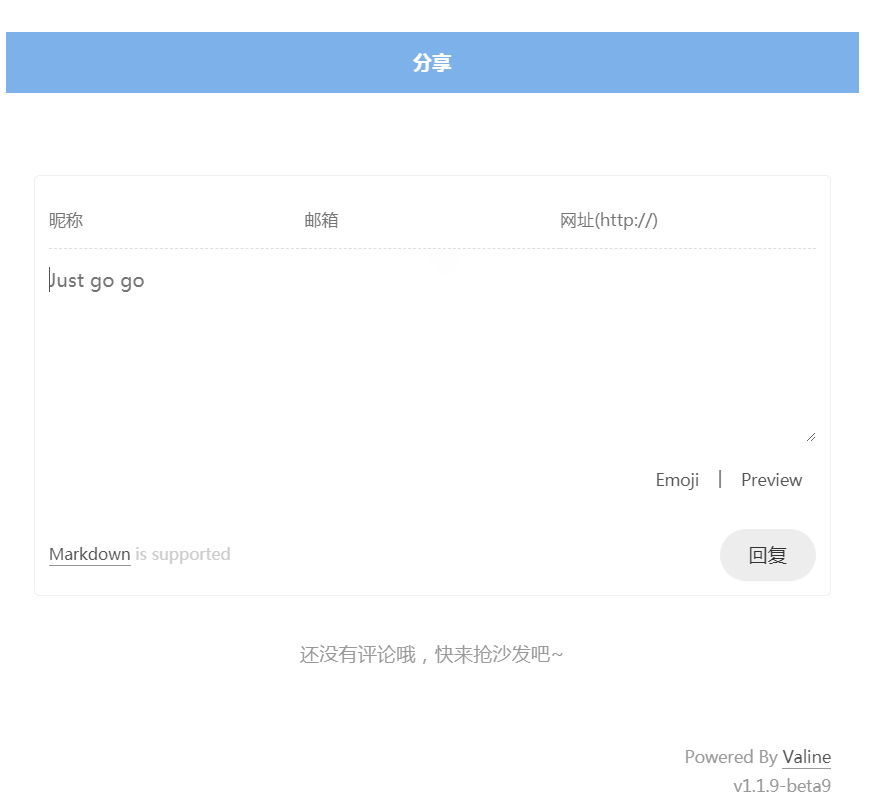 分享
昵称 邮箱 网址(http://)
Just go go
Emoji | Preview
Markdown is supported 回复
还没有评论哦，快来抢沙发吧~
Powered By Valine
v1.1.9-beta9